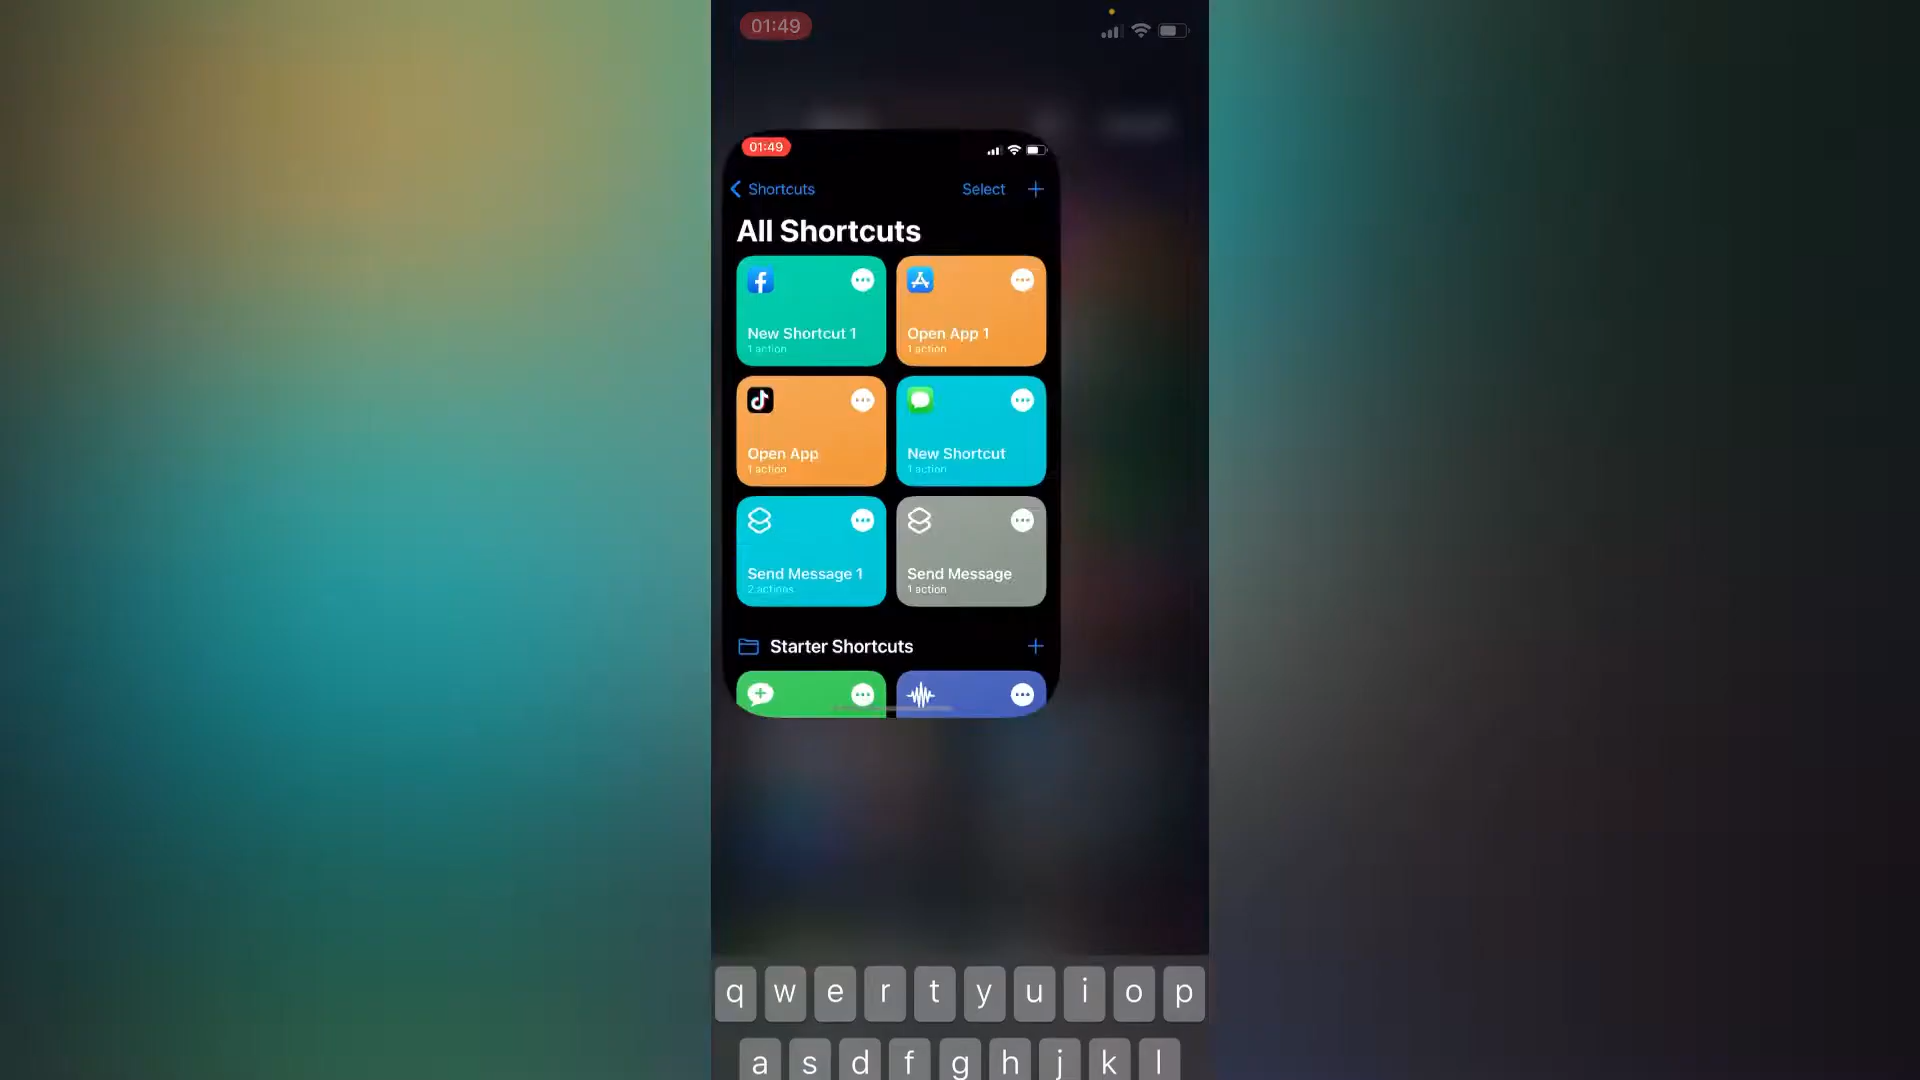 01:49
01:49
Shortcuts
Select +
All Shortcuts
New Shortcut 1
1 action
Open App 1
1 action
Open App
1 action
New Shortcut
1 action
Send Message 1
2 actions
Send Message
1 action
Starter Shortcuts +
q w e r t y u i o p
a s d f g h j k l